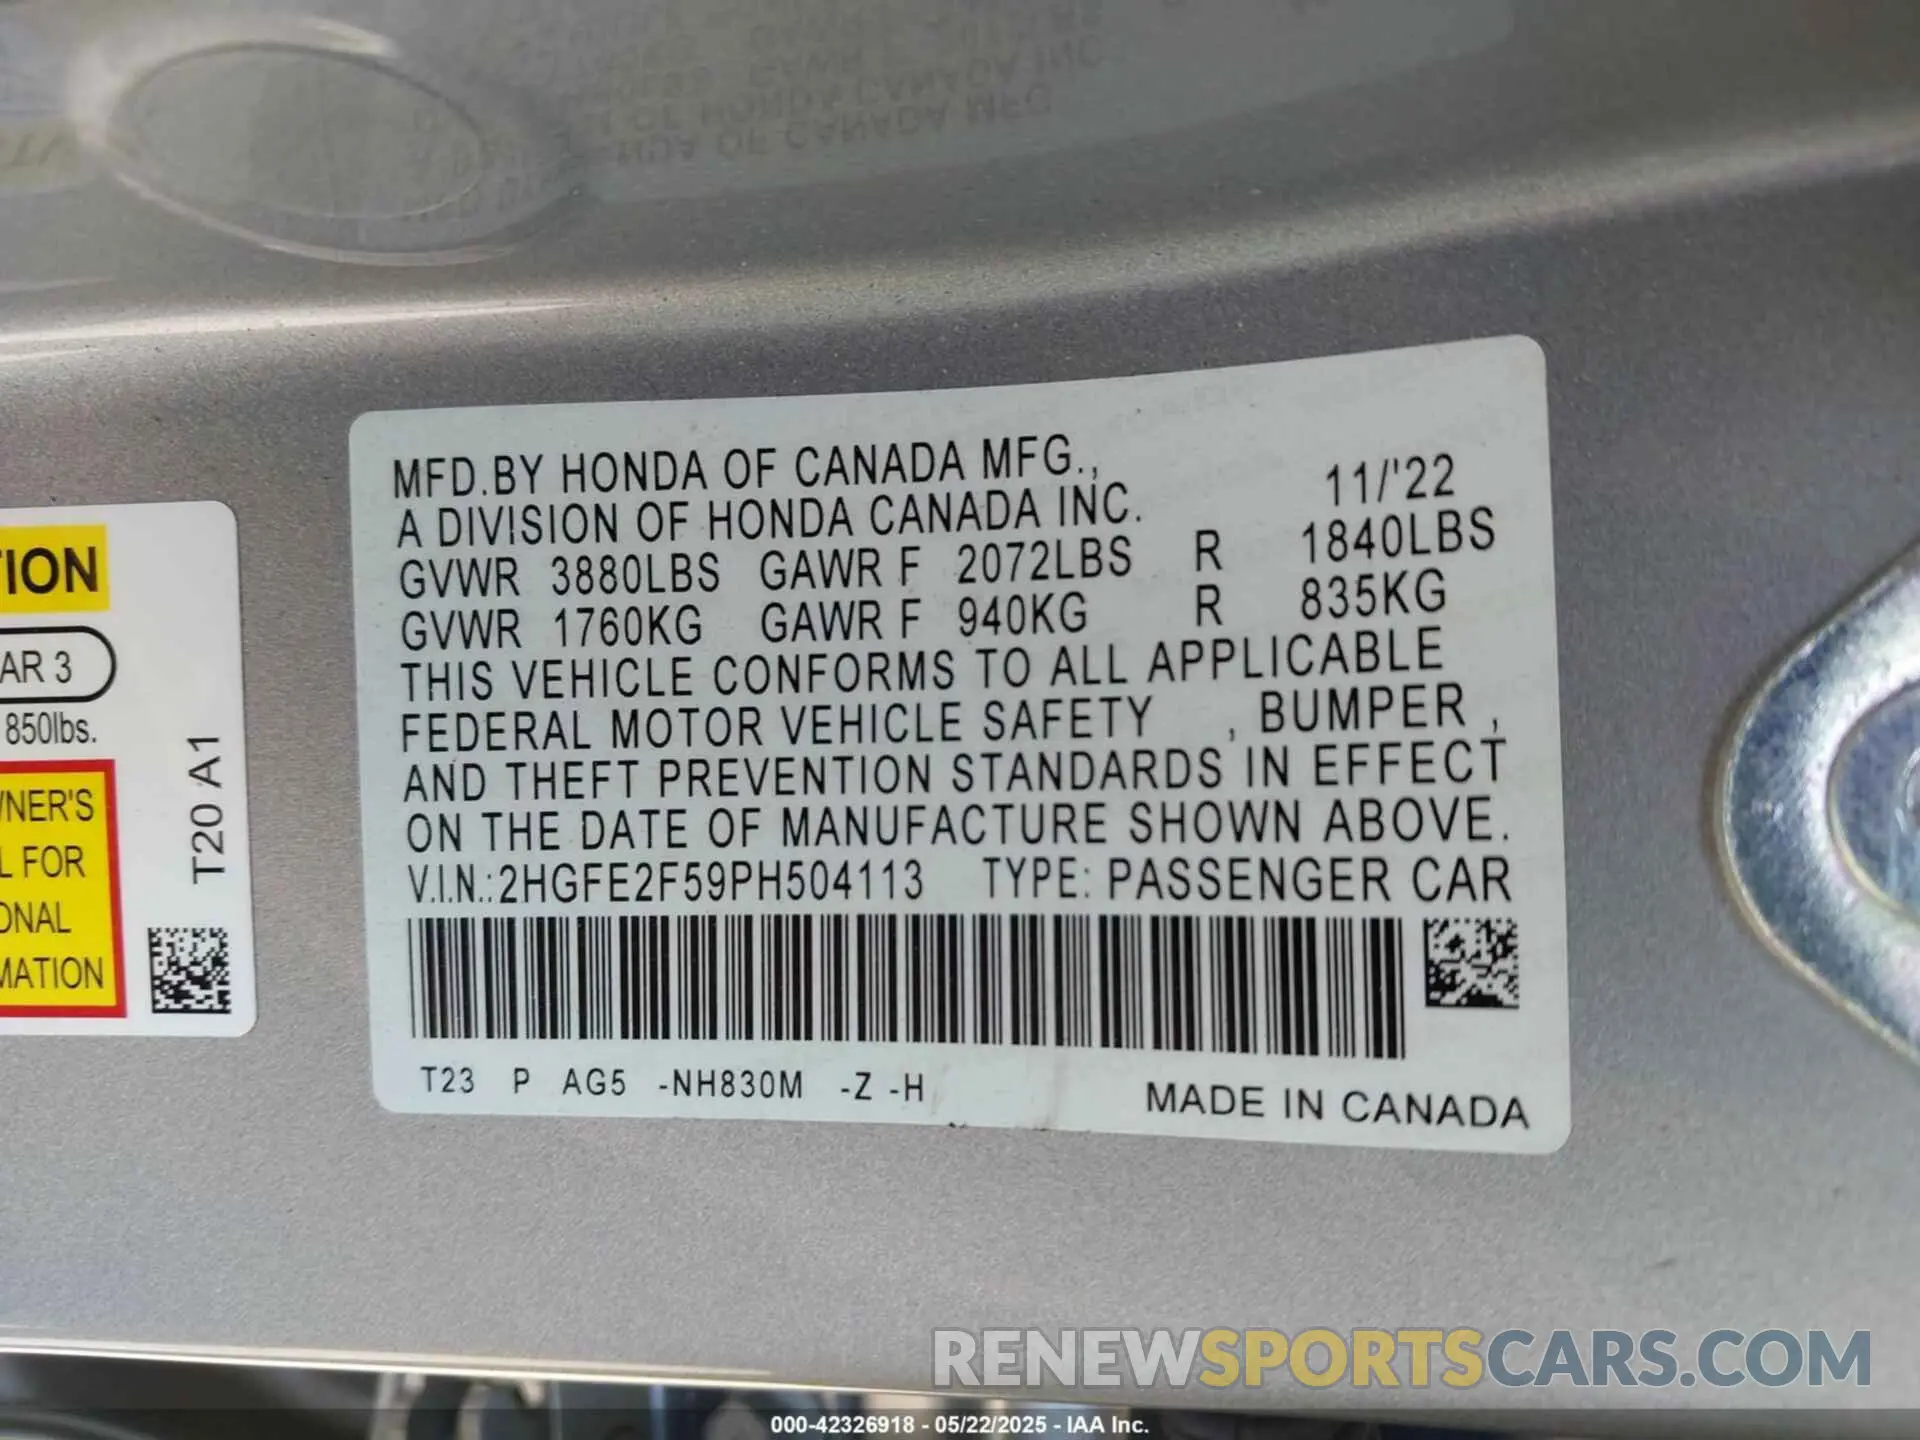 MFD.BY HONDA OF CANADA MFG.,
A DIVISION OF HONDA CANADA INC. 11/'22
GVWR 3880LBS GAWR F 2072LBS R 1840LBS
GVWR 1760KG GAWR F 940KG R 835KG
THIS VEHICLE CONFORMS TO ALL APPLICABLE
FEDERAL MOTOR VEHICLE SAFETY , BUMPER ,
AND THEFT PREVENTION STANDARDS IN EFFECT
ON THE DATE OF MANUFACTURE SHOWN ABOVE.
V.I.N.:2HGFE2F59PH504113 TYPE: PASSENGER CAR
T23 P AG5 -NH830M -Z -H
MADE IN CANADA
TION
AR 3
850lbs.
WNER'S
L FOR
ONAL
MATION
T20 A1
RENEWSPORTSCARS.COM
000-42326918 - 05/22/2025 - IAA Inc.